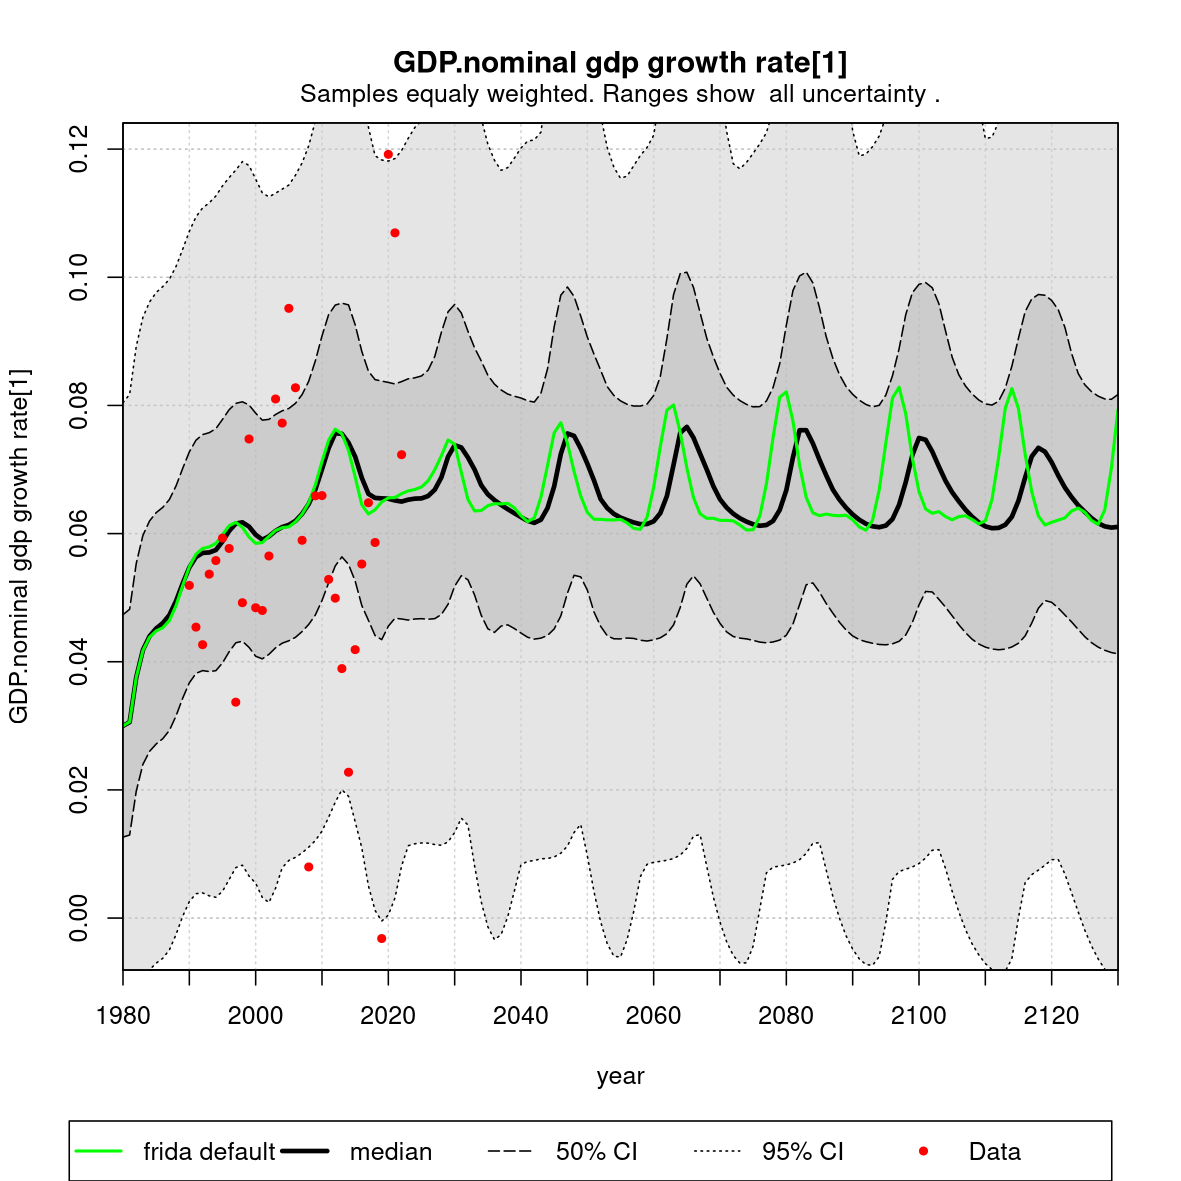 GDP.nominal gdp growth rate[1]
Samples equaly weighted. Ranges show  all uncertainty .
GDP.nominal gdp growth rate[1]
0.12
0.10
0.08
0.06
0.04
0.02
0.00
1980 2000 2020 2040 2060 2080 2100 2120
year
frida default median 50% CI 95% CI Data